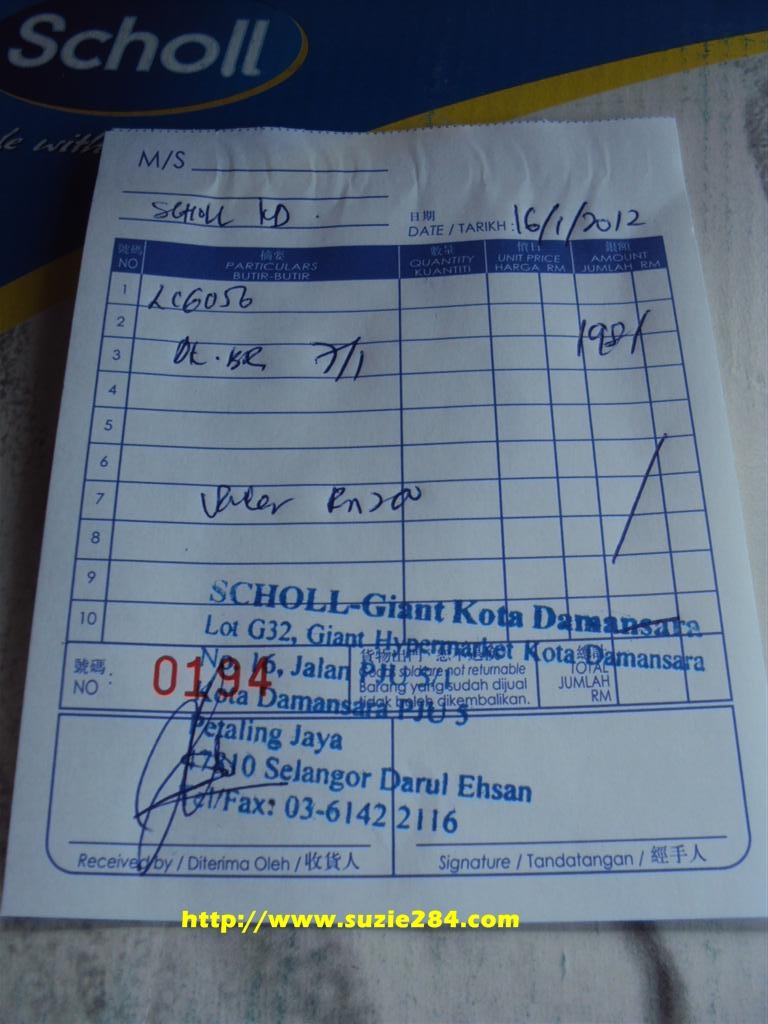 Scholl
le with
M/S
SCHOLL KD.
日期
DATE / TARIKH : 16/1/2012
號碼 摘要 數量 價目 銀額
NO PARTICULARS QUANTITY UNIT PRICE AMOUNT
BUTIR-BUTIR KUANTITI HARGA RM JUMLAH RM
1 LC6056
2
3 DK.BR 7/1 198/
4
5
6
7 RM200
8
9
10
SCHOLL-Giant Kota Damansara
Lot G32, Giant Hypermarket Kota Damansara
No. 16, Jalan PJU 5/1
Kota Damansara PJU 5
Petaling Jaya
47810 Selangor Darul Ehsan
Tel/Fax: 03-6142 2116
號碼 :
NO 0194
Goods sold are not returnable
Barang yang sudah dijual
tidak boleh dikembalikan.
TOTAL
JUMLAH
RM
Received by / Diterima Oleh / 收貨人
Signature / Tandatangan / 經手人
http://www.suzie284.com